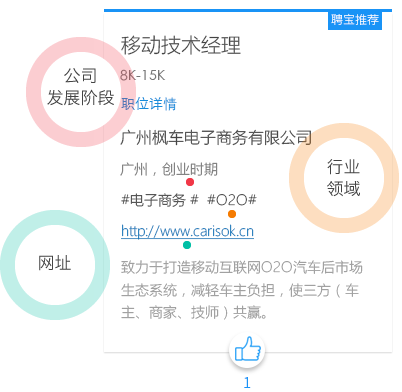 聘宝推荐
移动技术经理
8K-15K
职位详情
公司
发展阶段
广州枫车电子商务有限公司
广州，创业时期
行业
领域
#电子商务 # #O2O#
http://www.carisok.cn
网址
致力于打造移动互联网O2O汽车后市场
生态系统，减轻车主负担，使三方（车
主、商家、技师）共赢。
1